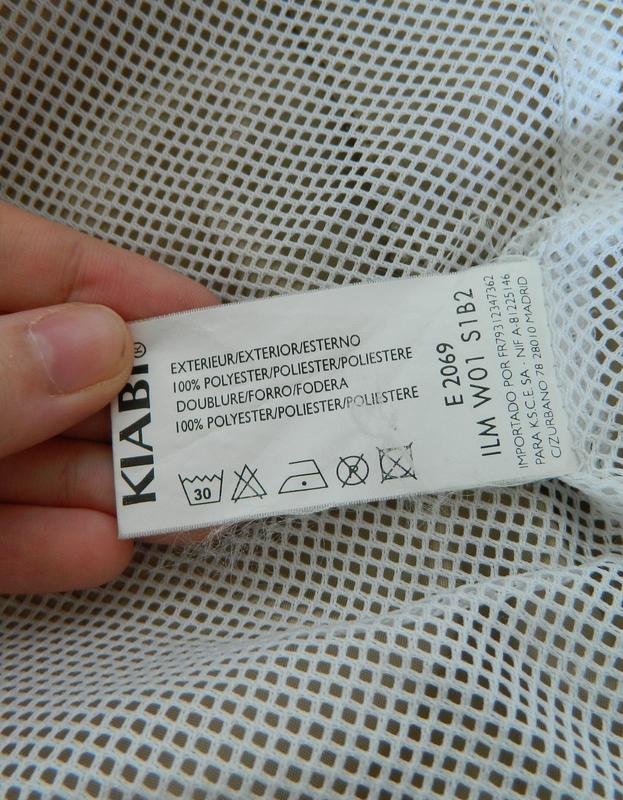 KIABI®
EXTERIEUR/EXTERIOR/ESTERNO
100% POLYESTER/POLIESTER/POLIESTERE
DOUBLURE/FORRO/FODERA
100% POLYESTER/POLIESTER/POLIESTERE
30
P
E 2069
ILM W01 S1B2
IMPORTADO POR FR79312347362
PARA K.S.C.E. SA - NIF A-81225146
C/ZURBANO 78 28010 MADRID